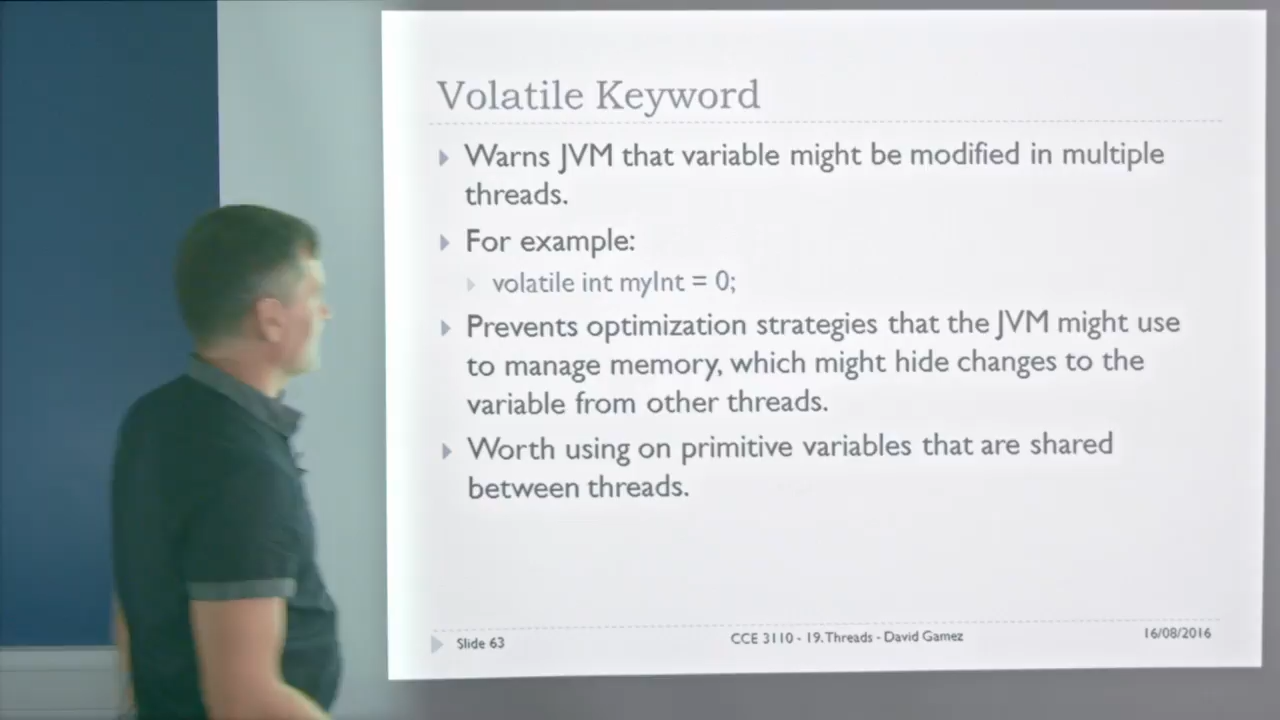 Volatile Keyword
Warns JVM that variable might be modified in multiple
threads.
For example:
volatile int myInt = 0;
Prevents optimization strategies that the JVM might use
to manage memory, which might hide changes to the
variable from other threads.
Worth using on primitive variables that are shared
between threads.
Slide 63
CCE 3110 - 19.Threads - David Gamez
16/08/2016